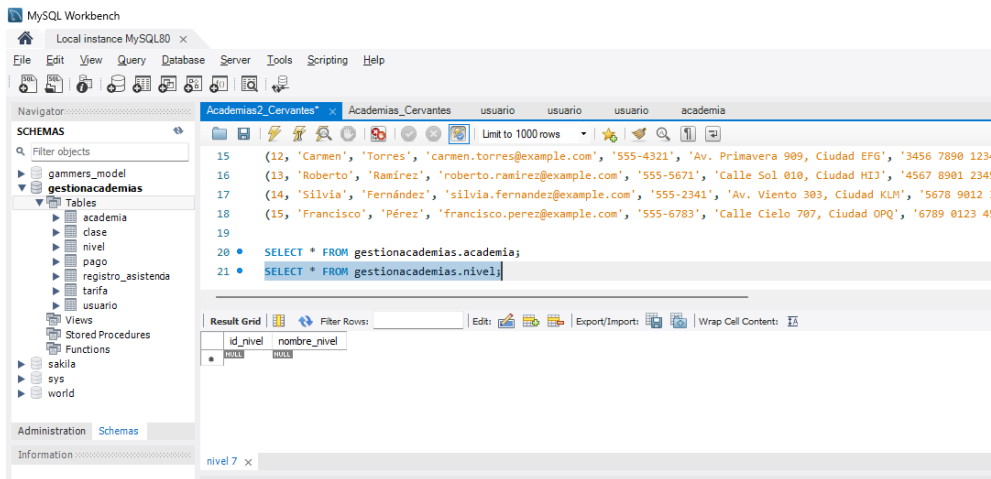 MySQL Workbench
Local instance MySQL80 ×
File Edit View Query Database Server Tools Scripting Help
Navigator
SCHEMAS
Filter objects
gammers_model
gestionacademias
Tables
academia
clase
nivel
pago
registro_asistencia
tarifa
usuario
Views
Stored Procedures
Functions
sakila
sys
world
Administration Schemas
Information
Academias2_Cervantes* × Academias_Cervantes usuario usuario usuario academia
Limit to 1000 rows
15 (12, 'Carmen', 'Torres', 'carmen.torres@example.com', '555-4321', 'Av. Primavera 909, Ciudad EFG', '3456 7890 1234
16 (13, 'Roberto', 'Ramírez', 'roberto.ramirez@example.com', '555-5671', 'Calle Sol 010, Ciudad HIJ', '4567 8901 2345
17 (14, 'Silvia', 'Fernández', 'silvia.fernandez@example.com', '555-2341', 'Av. Viento 303, Ciudad KLM', '5678 9012
18 (15, 'Francisco', 'Pérez', 'francisco.perez@example.com', '555-6783', 'Calle Cielo 707, Ciudad OPQ', '6789 0123
19
20 SELECT * FROM gestionacademias.academia;
21 SELECT * FROM gestionacademias.nivel;
Result Grid Filter Rows: Edit: Export/Import: Wrap Cell Content:
id_nivel nombre_nivel
NULL NULL
nivel 7 ×